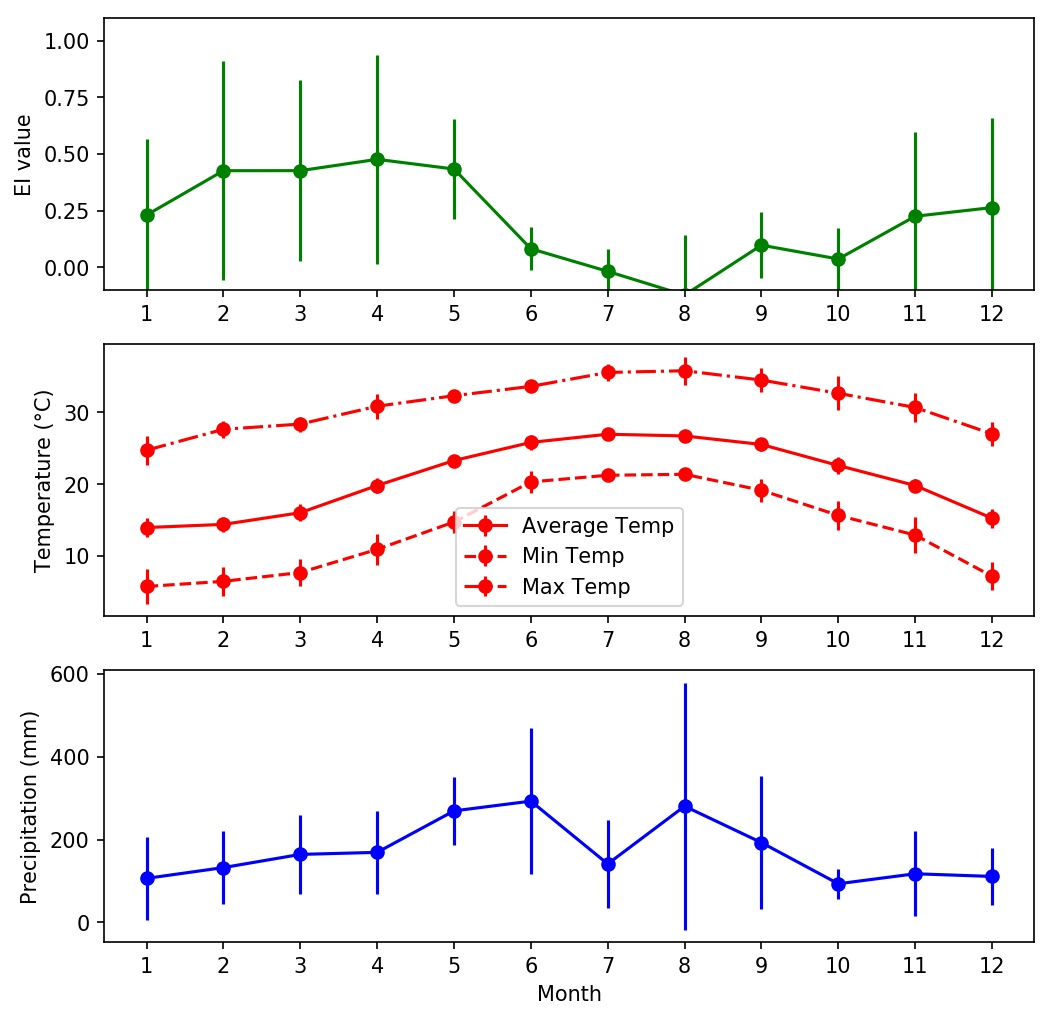 1.00
0.75
0.50
0.25
0.00
EI value
1 2 3 4 5 6 7 8 9 10 11 12
30
20
10
Temperature (°C)
Average Temp
Min Temp
Max Temp
1 2 3 4 5 6 7 8 9 10 11 12
600
400
200
0
Precipitation (mm)
1 2 3 4 5 6 7 8 9 10 11 12
Month